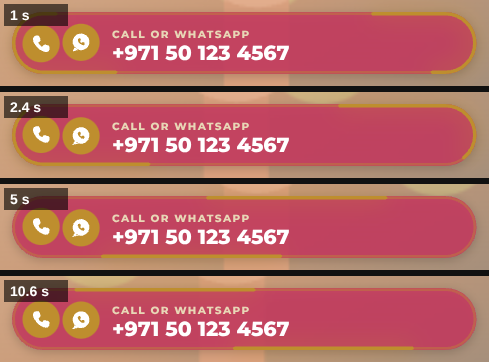 1 s
CALL OR WHATSAPP
+971 50 123 4567
2.4 s
CALL OR WHATSAPP
+971 50 123 4567
5 s
CALL OR WHATSAPP
+971 50 123 4567
10.6 s
CALL OR WHATSAPP
+971 50 123 4567